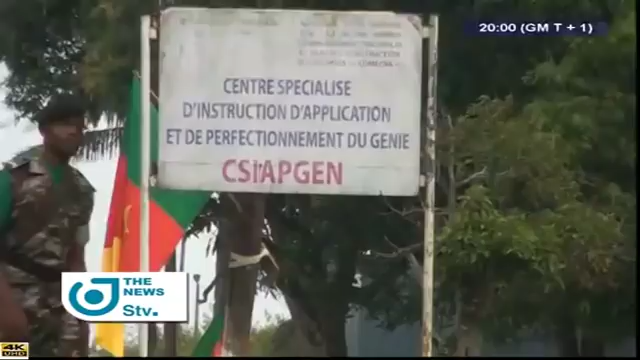 20:00 (GM T + 1)
CENTRE SPECIALISE
D'INSTRUCTION D'APPLICATION
ET DE PERFECTIONNEMENT DU GENIE
CSIAPGEN
THE
NEWS
Stv.
4K
UHD